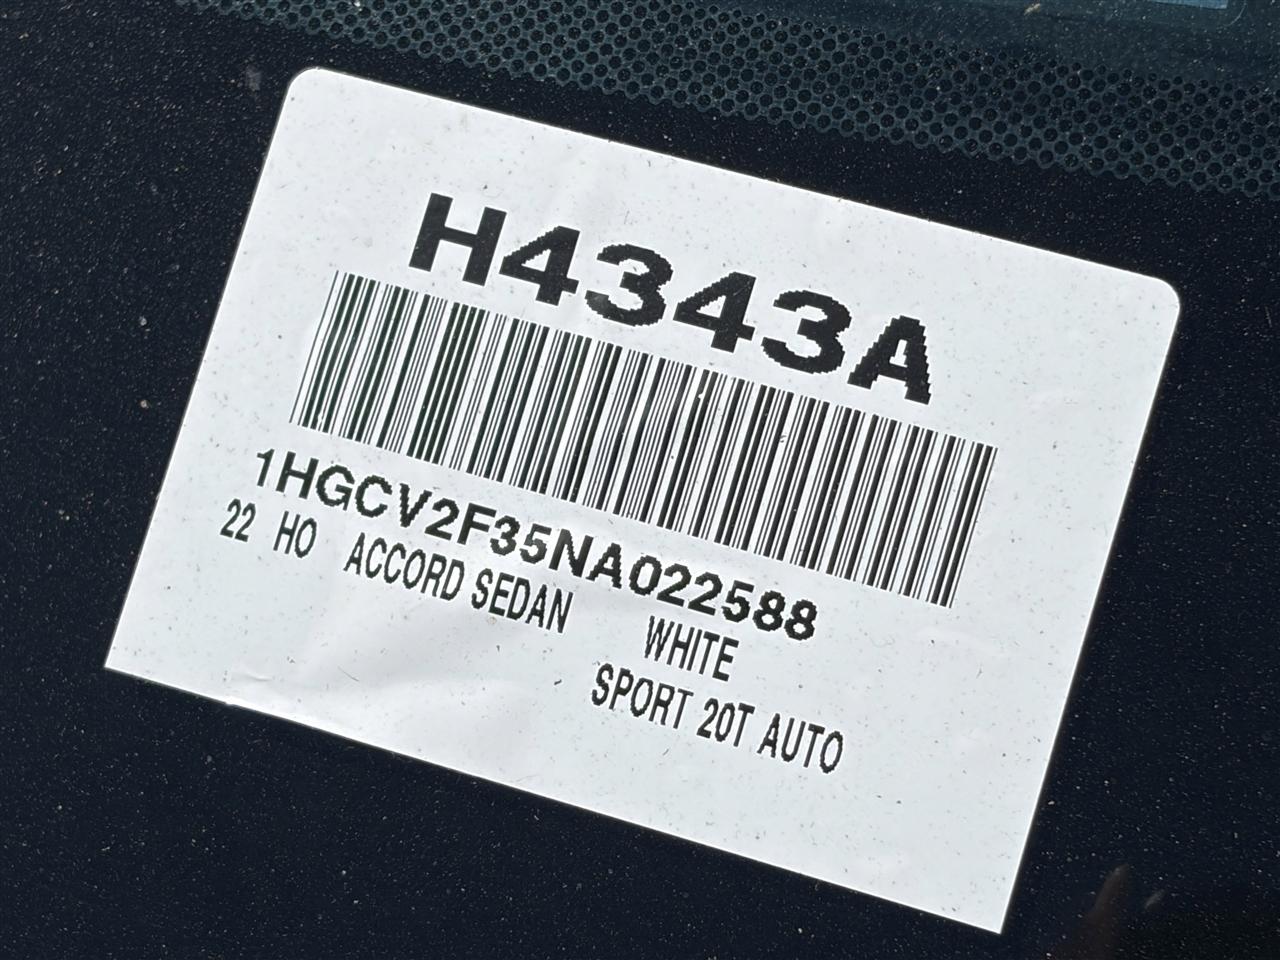 H4343A
1HGCV2F35NA022588
22 HO ACCORD SEDAN WHITE
SPORT 20T AUTO